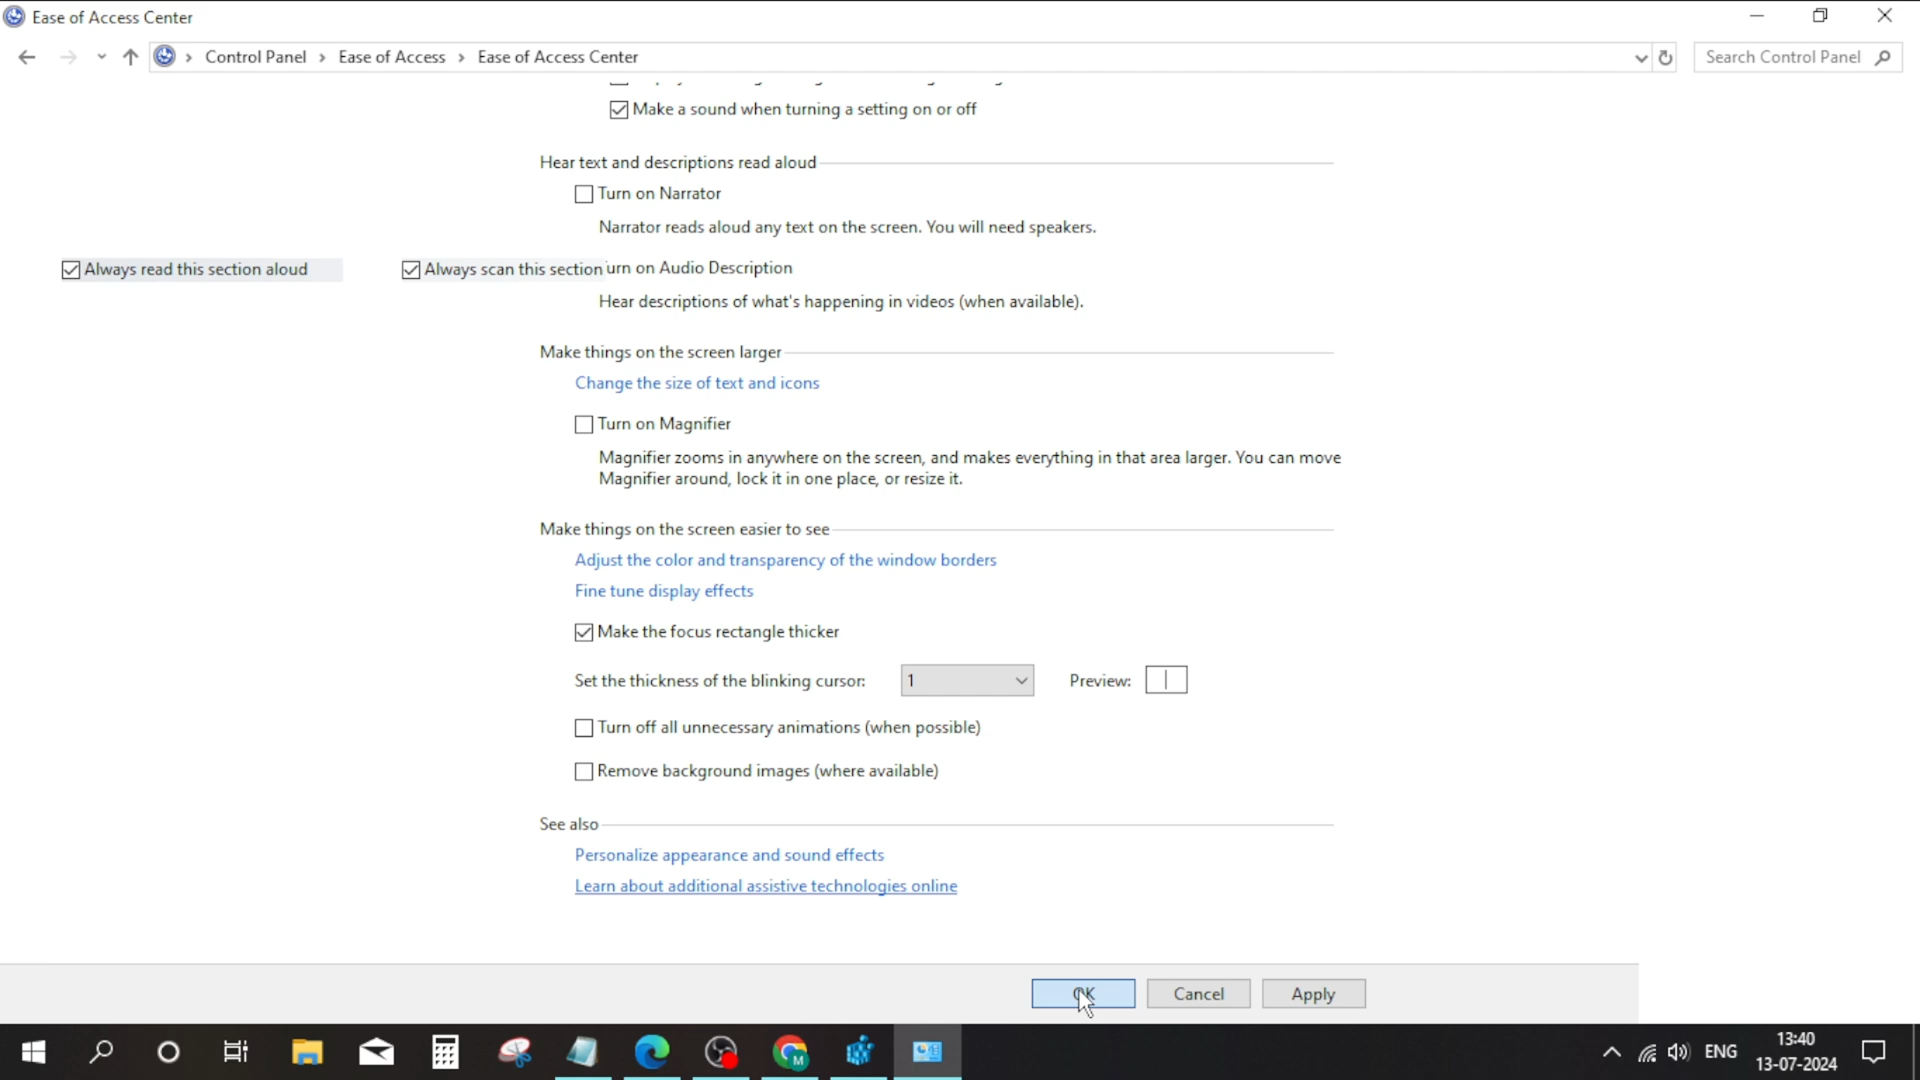 Ease of Access Center
Control Panel › Ease of Access › Ease of Access Center
Search Control Panel
Make a sound when turning a setting on or off
Hear text and descriptions read aloud
Turn on Narrator
Narrator reads aloud any text on the screen. You will need speakers.
Always read this section aloud
Always scan this section
urn on Audio Description
Hear descriptions of what's happening in videos (when available).
Make things on the screen larger
Change the size of text and icons
Turn on Magnifier
Magnifier zooms in anywhere on the screen, and makes everything in that area larger. You can move
Magnifier around, lock it in one place, or resize it.
Make things on the screen easier to see
Adjust the color and transparency of the window borders
Fine tune display effects
Make the focus rectangle thicker
Set the thickness of the blinking cursor: 1 Preview:
Turn off all unnecessary animations (when possible)
Remove background images (where available)
See also
Personalize appearance and sound effects
Learn about additional assistive technologies online
OK Cancel Apply
M
ENG
13:40
13-07-2024